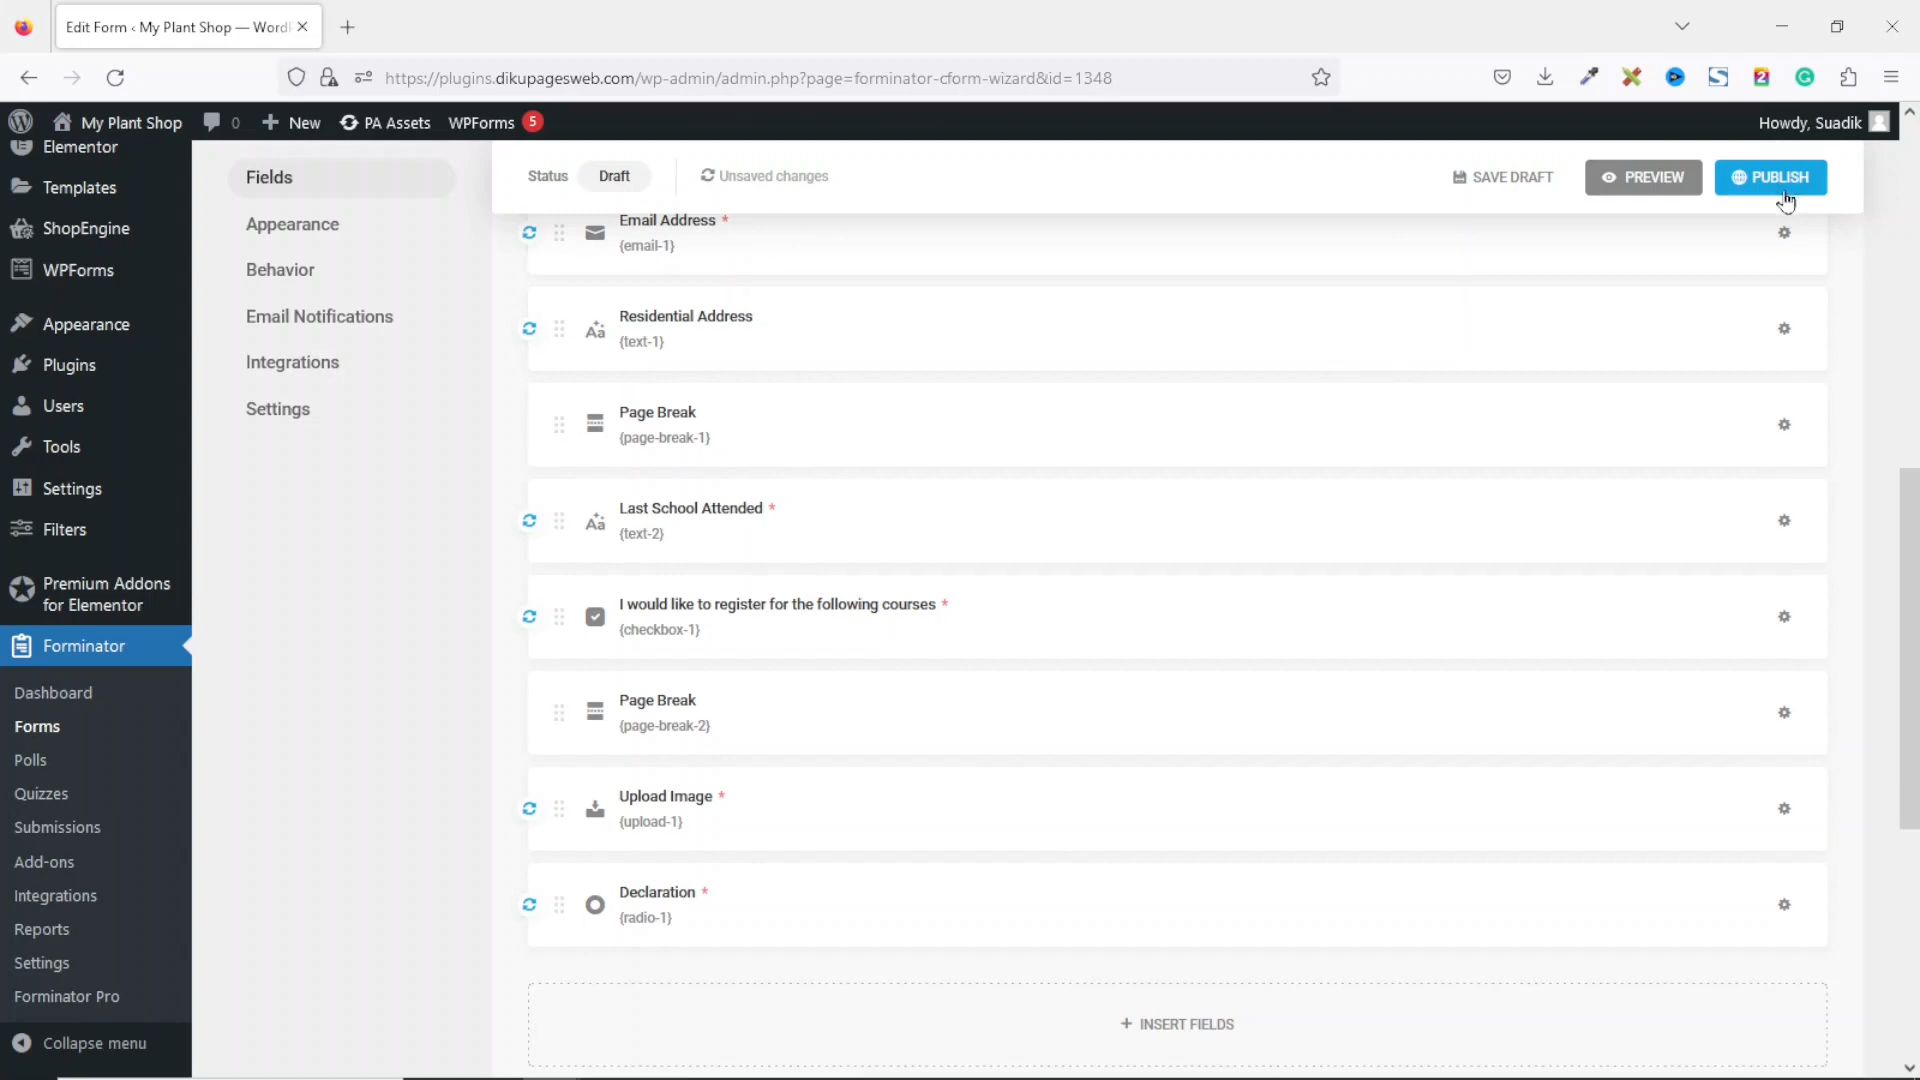 Edit Form ‹ My Plant Shop — WordP
https://plugins.dikupagesweb.com/wp-admin/admin.php?page=forminator-cform-wizard&id=1348
My Plant Shop 0 New PA Assets WPForms 5 Howdy, Suadik
Elementor
Templates
ShopEngine
WPForms
Appearance
Plugins
Users
Tools
Settings
Filters
Premium Addons
for Elementor
Forminator
Dashboard
Forms
Polls
Quizzes
Submissions
Add-ons
Integrations
Reports
Settings
Forminator Pro
Collapse menu
Fields
Appearance
Behavior
Email Notifications
Integrations
Settings
Status Draft Unsaved changes SAVE DRAFT PREVIEW PUBLISH
Email Address *
{email-1}
Residential Address
{text-1}
Page Break
{page-break-1}
Last School Attended *
{text-2}
I would like to register for the following courses *
{checkbox-1}
Page Break
{page-break-2}
Upload Image *
{upload-1}
Declaration *
{radio-1}
+ INSERT FIELDS